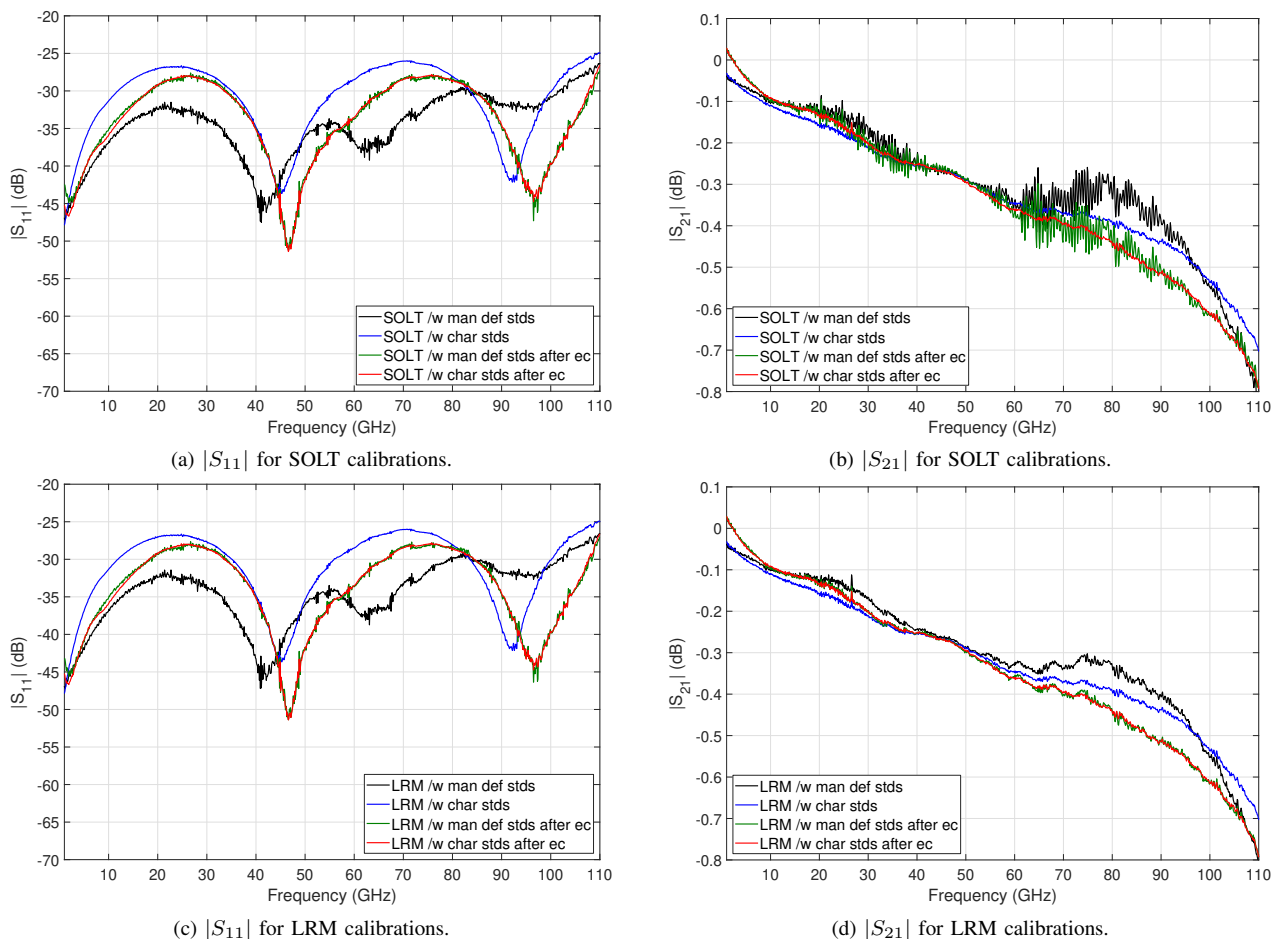 -20
-25
-30
-35
-40
-45
-50
-55
-60
-65
-70
|S11| (dB)
SOLT /w man def stds
SOLT /w char stds
SOLT /w man def stds after ec
SOLT /w char stds after ec
10 20 30 40 50 60 70 80 90 100 110
Frequency (GHz)
(a) |S11| for SOLT calibrations.
0.1
0
-0.1
-0.2
-0.3
-0.4
-0.5
-0.6
-0.7
-0.8
|S21| (dB)
SOLT /w man def stds
SOLT /w char stds
SOLT /w man def stds after ec
SOLT /w char stds after ec
10 20 30 40 50 60 70 80 90 100 110
Frequency (GHz)
(b) |S21| for SOLT calibrations.
-20
-25
-30
-35
-40
-45
-50
-55
-60
-65
-70
|S11| (dB)
LRM /w man def stds
LRM /w char stds
LRM /w man def stds after ec
LRM /w char stds after ec
10 20 30 40 50 60 70 80 90 100 110
Frequency (GHz)
(c) |S11| for LRM calibrations.
0.1
0
-0.1
-0.2
-0.3
-0.4
-0.5
-0.6
-0.7
-0.8
|S21| (dB)
LRM /w man def stds
LRM /w char stds
LRM /w man def stds after ec
LRM /w char stds after ec
10 20 30 40 50 60 70 80 90 100 110
Frequency (GHz)
(d) |S21| for LRM calibrations.